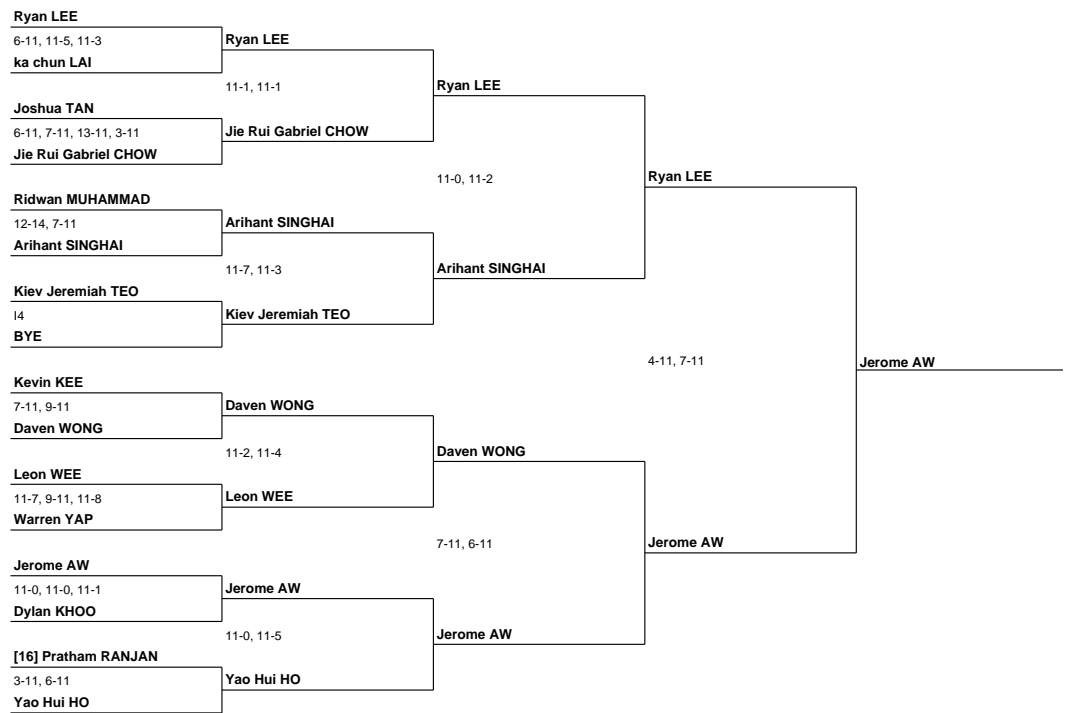 Ryan LEE
6-11, 11-5, 11-3
ka chun LAI
Joshua TAN
6-11, 7-11, 13-11, 3-11
Jie Rui Gabriel CHOW
Ridwan MUHAMMAD
12-14, 7-11
Arihant SINGHAI
Kiev Jeremiah TEO
I4
BYE
Kevin KEE
7-11, 9-11
Daven WONG
Leon WEE
11-7, 9-11, 11-8
Warren YAP
Jerome AW
11-0, 11-0, 11-1
Dylan KHOO
[16] Pratham RANJAN
3-11, 6-11
Yao Hui HO
Ryan LEE
11-1, 11-1
Jie Rui Gabriel CHOW
Arihant SINGHAI
11-7, 11-3
Kiev Jeremiah TEO
Daven WONG
11-2, 11-4
Leon WEE
Jerome AW
11-0, 11-5
Yao Hui HO
Ryan LEE
11-0, 11-2
Arihant SINGHAI
Daven WONG
7-11, 6-11
Jerome AW
Ryan LEE
4-11, 7-11
Jerome AW
Jerome AW